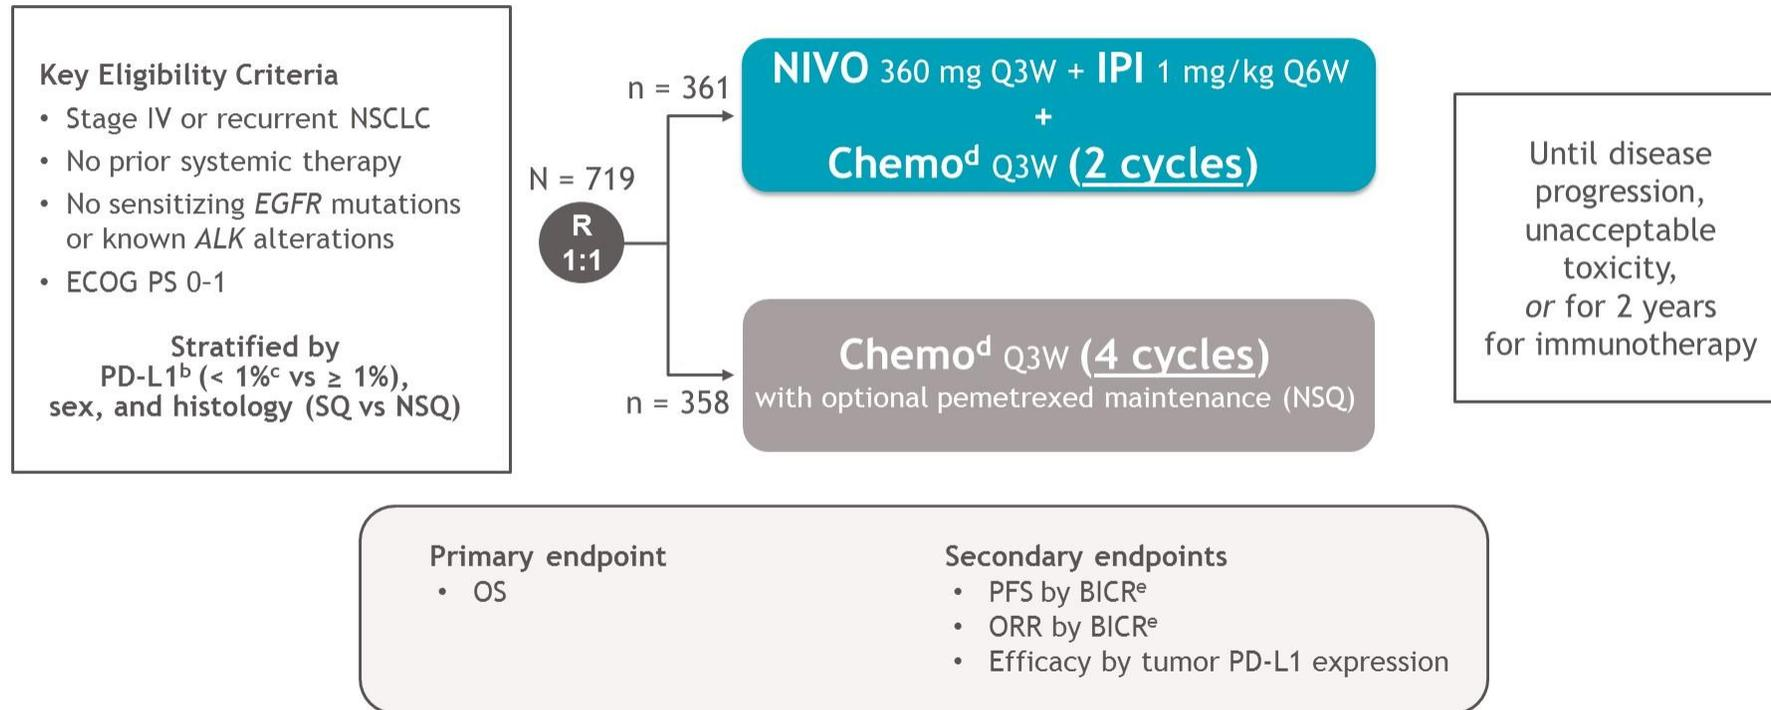 Key Eligibility Criteria
• Stage IV or recurrent NSCLC
• No prior systemic therapy
• No sensitizing EGFR mutations
or known ALK alterations
• ECOG PS 0–1
Stratified by
PD-L1ᵇ (< 1%ᶜ vs ≥ 1%),
sex, and histology (SQ vs NSQ)
N = 719
R
1:1
n = 361
NIVO 360 mg Q3W + IPI 1 mg/kg Q6W
+
Chemoᵈ Q3W (2 cycles)
n = 358
Chemoᵈ Q3W (4 cycles)
with optional pemetrexed maintenance (NSQ)
Until disease
progression,
unacceptable
toxicity,
or for 2 years
for immunotherapy
Primary endpoint
• OS
Secondary endpoints
• PFS by BICRᵉ
• ORR by BICRᵉ
• Efficacy by tumor PD-L1 expression